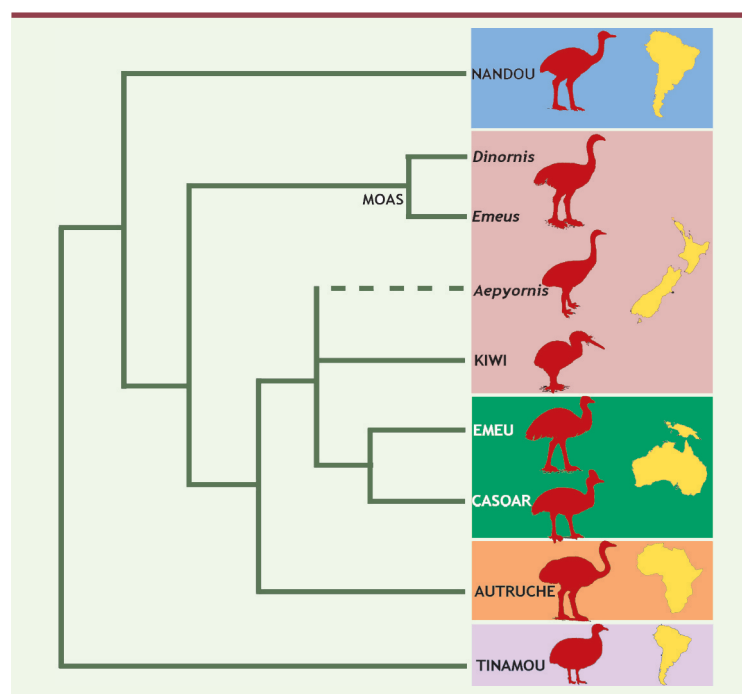 NANDOU
Dinornis
MOAS
Emeus
Aepyornis
KIWI
EMEU
CASOAR
AUTRUCHE
TINAMOU